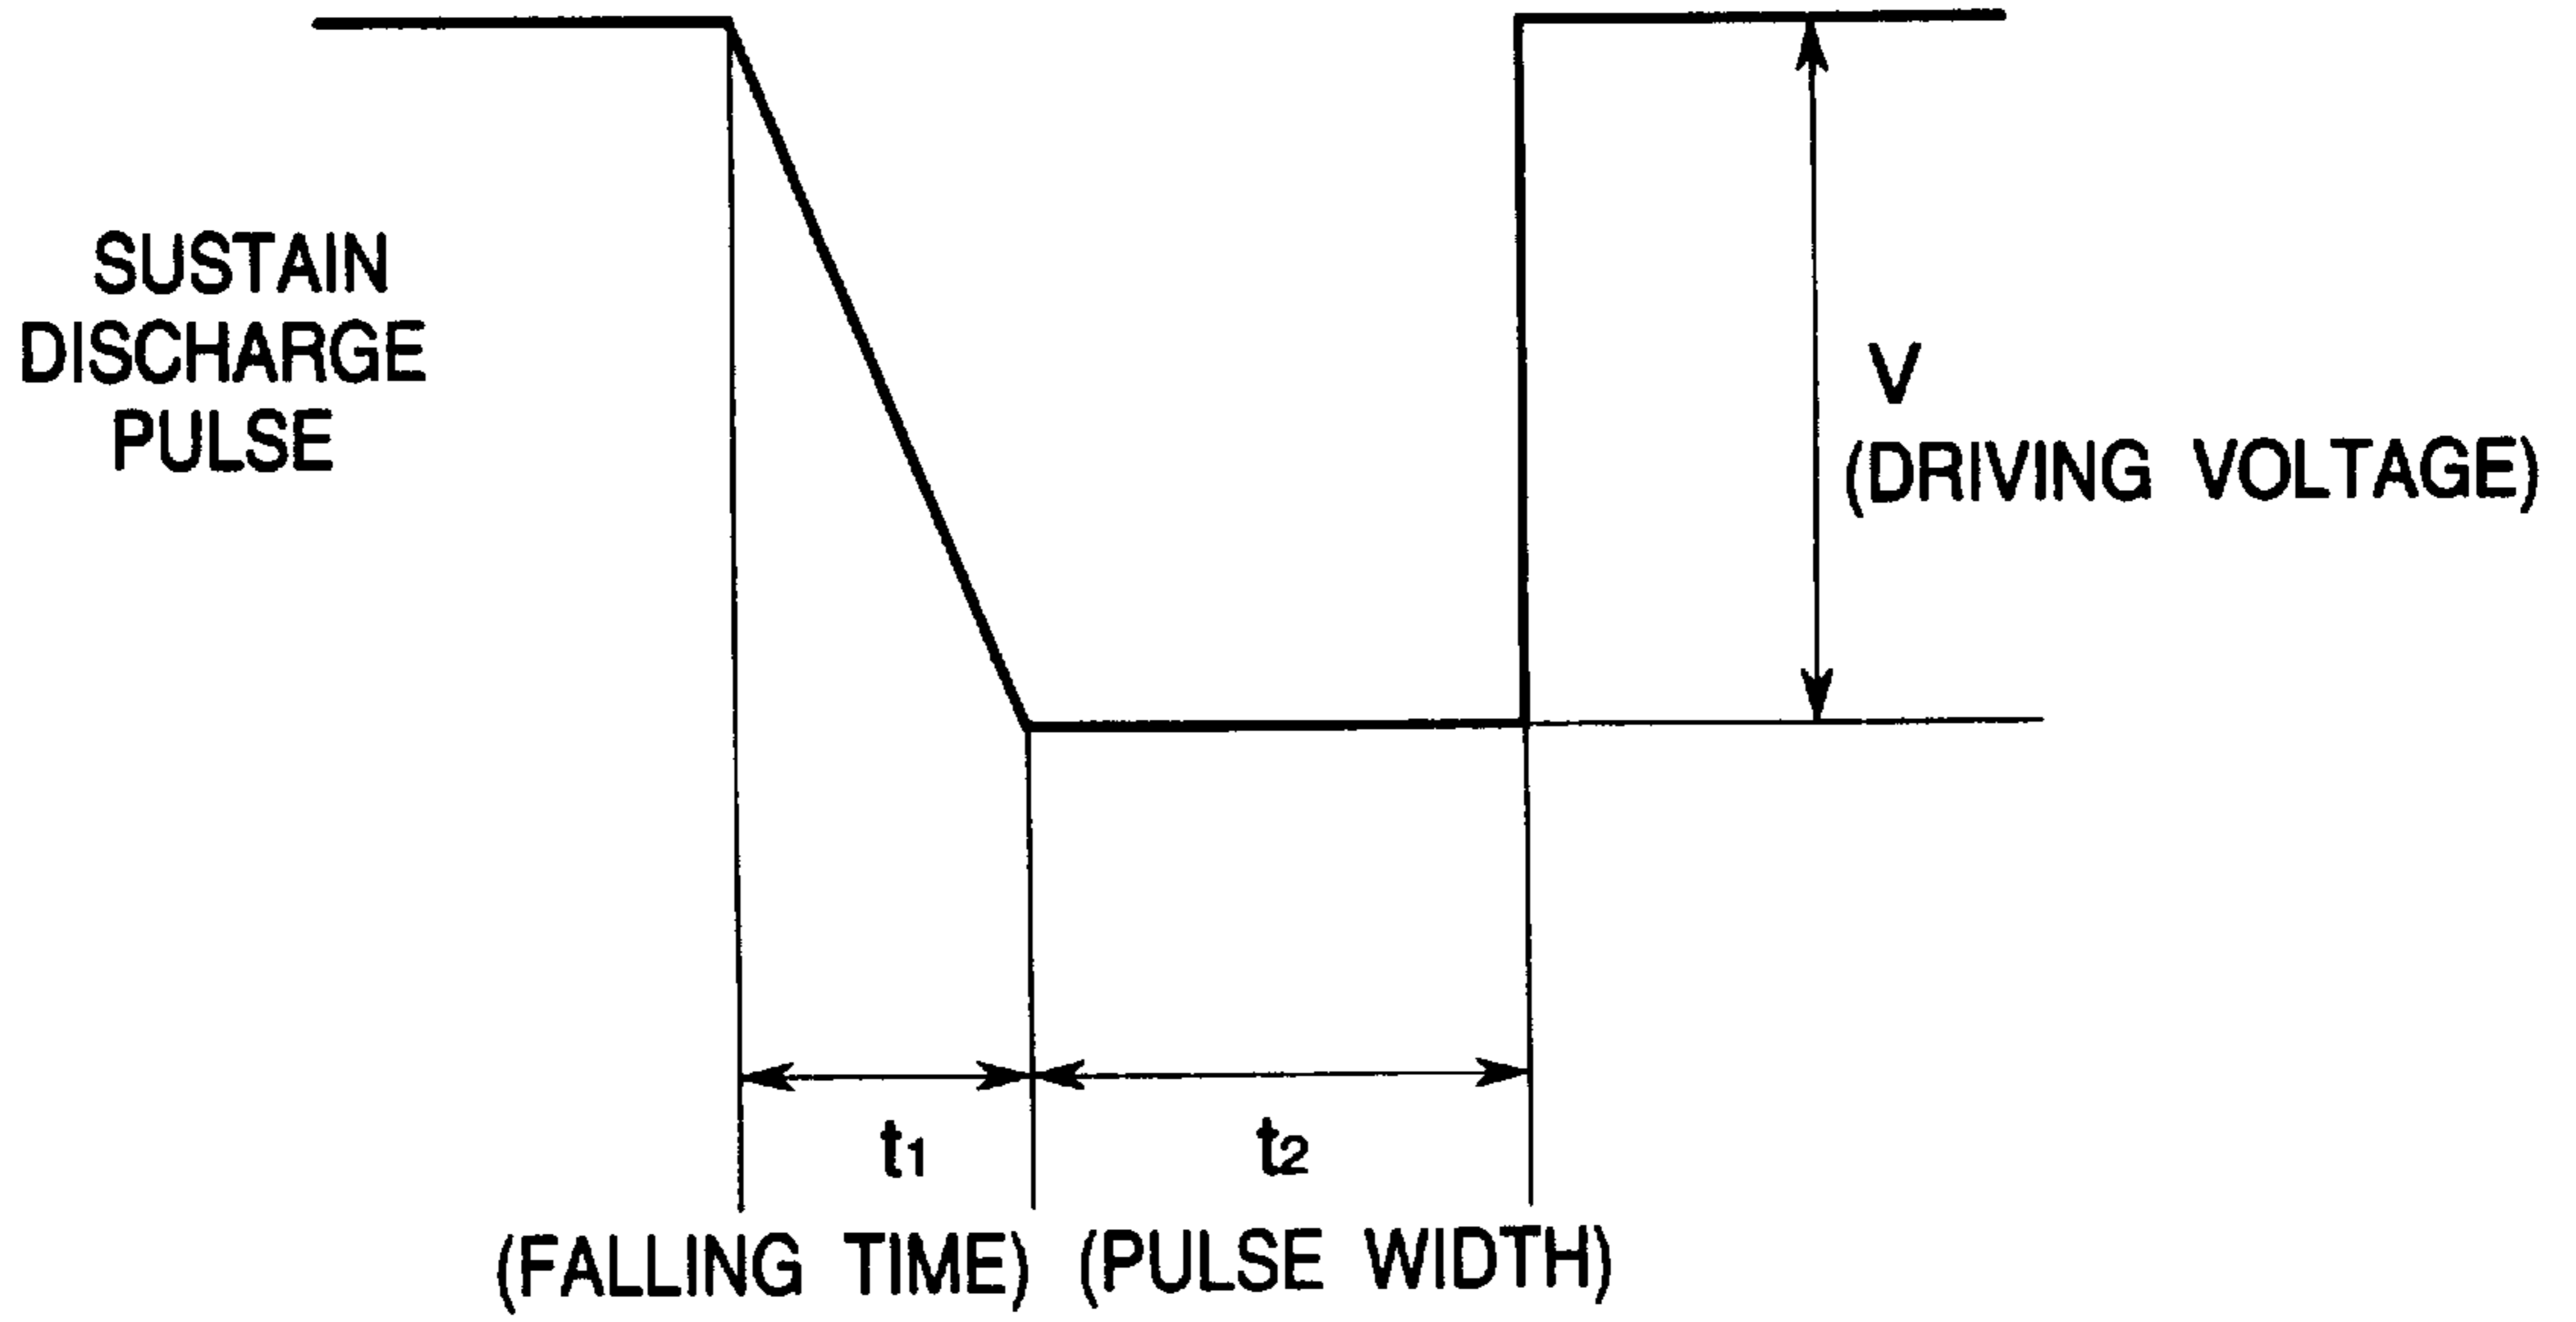 SUSTAIN
DISCHARGE
PULSE
V
(DRIVING VOLTAGE)
t1
t2
(FALLING TIME) (PULSE WIDTH)